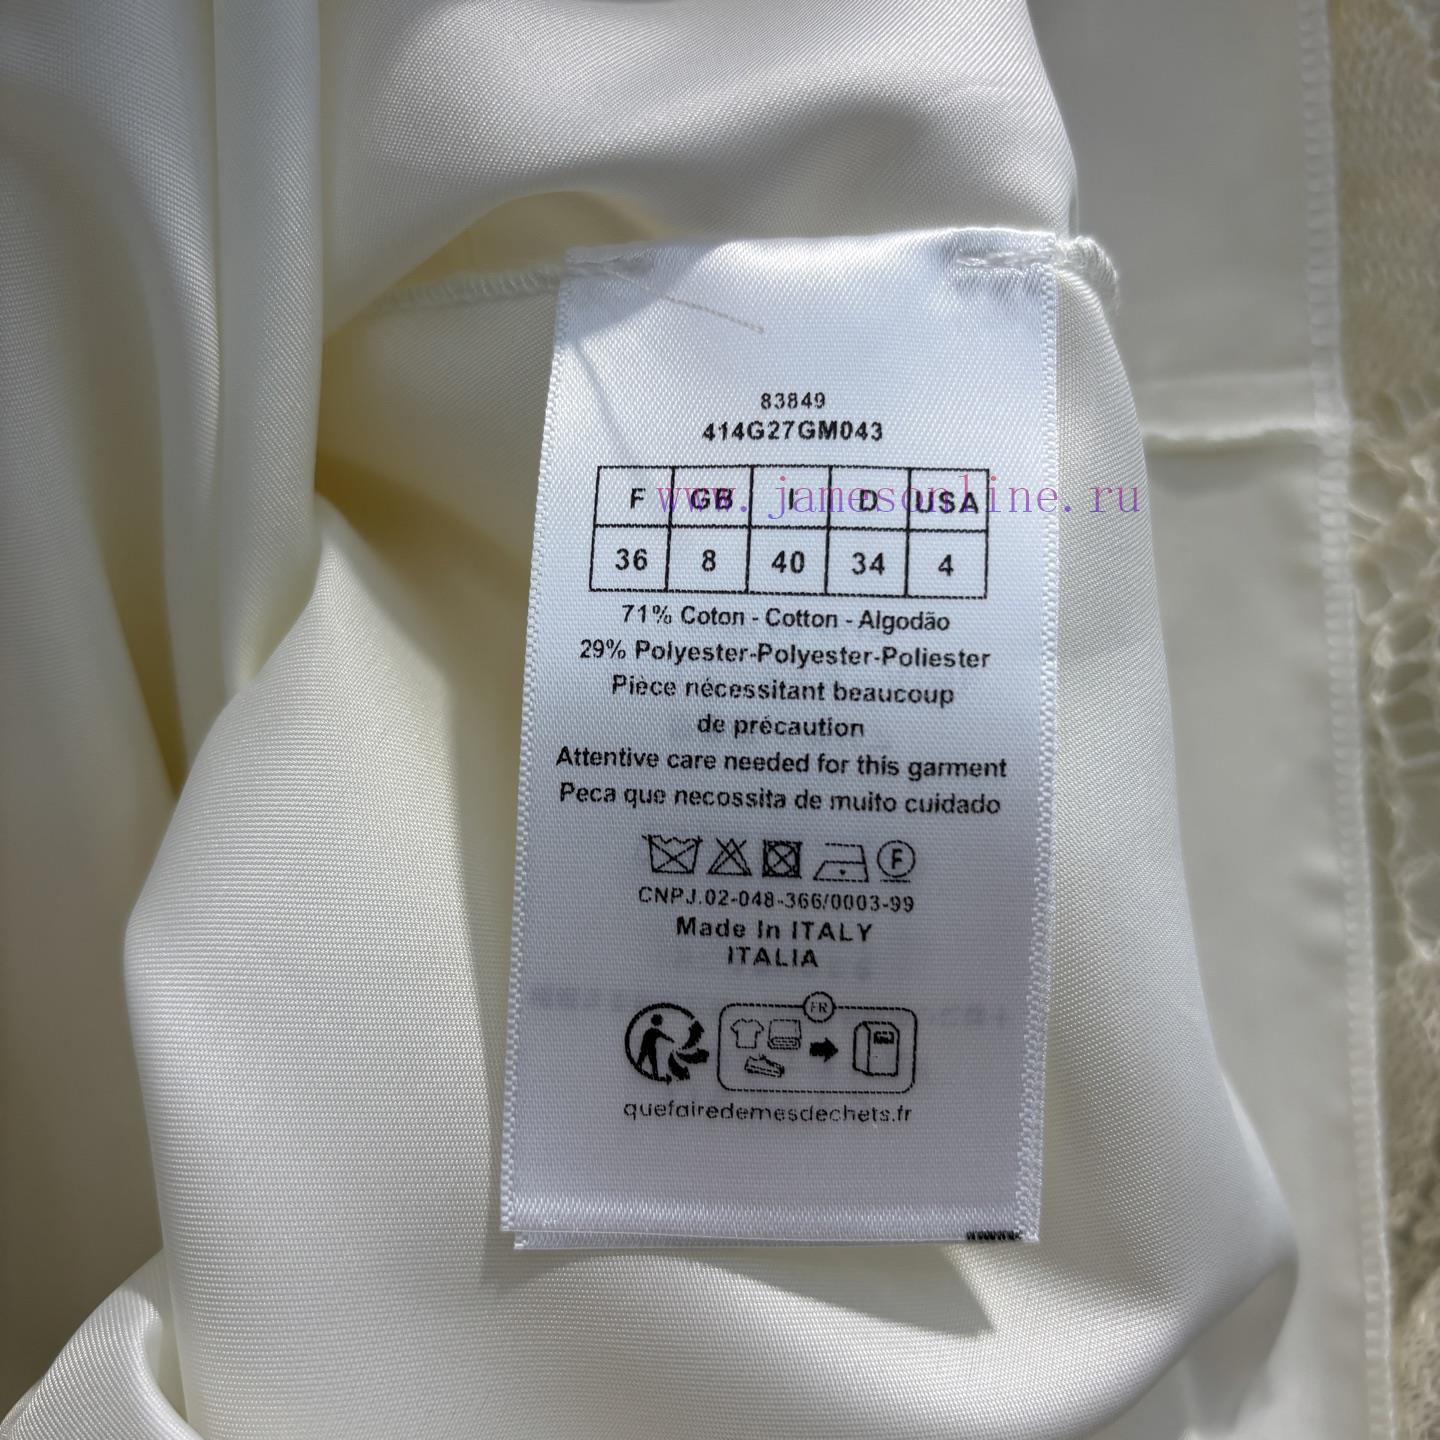 83849
414G27GM043
F GB I D USA
www.jamesonline.ru
36 8 40 34 4
71% Coton - Cotton - Algodão
29% Polyester-Polyester-Poliester
Pièce nécessitant beaucoup
de précaution
Attentive care needed for this garment
Peca que necossita de muito cuidado
F
CNPJ.02-048-366/0003-99
Made In ITALY
ITALIA
FR
quefairedemesdechets.fr